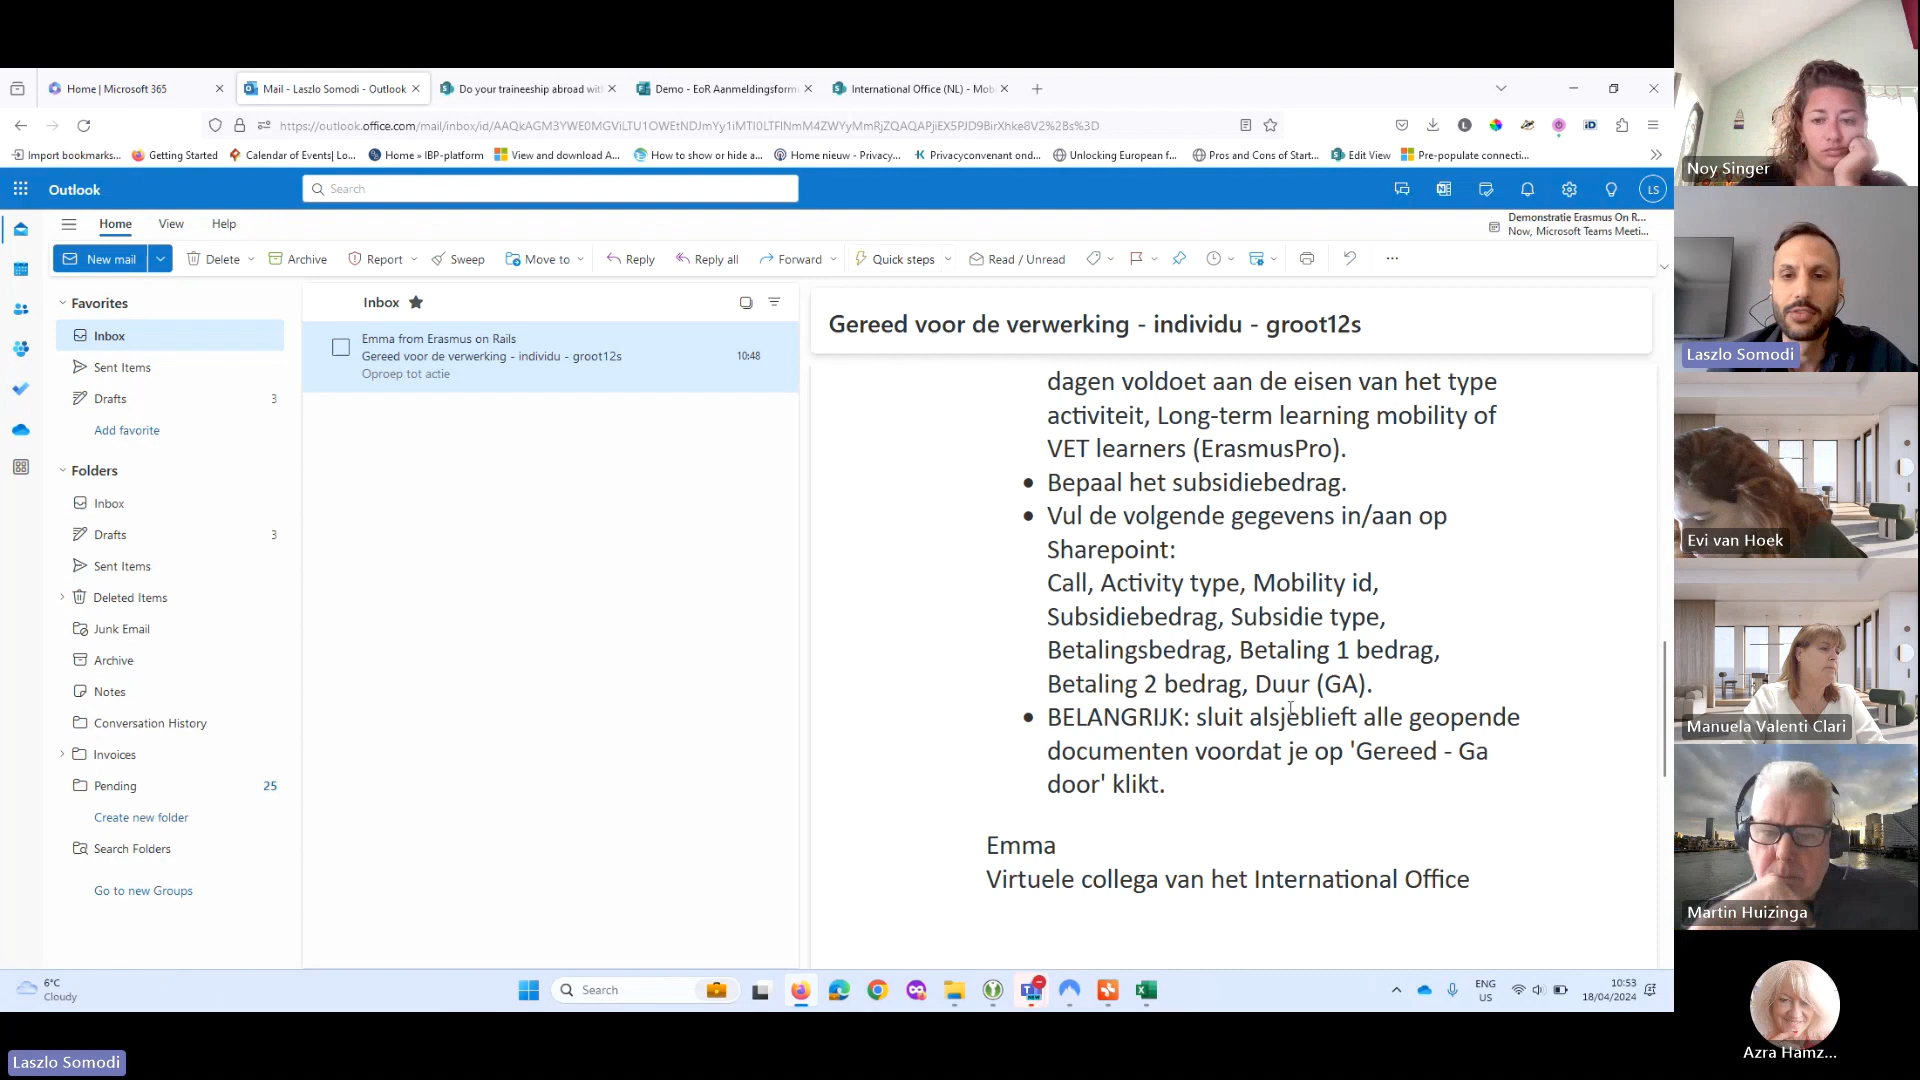 Home | Microsoft 365
Mail - Laszlo Somodi - Outlook
Do your traineeship abroad wit
Demo - EoR Aanmeldingsform
International Office (NL) - Mob
https://outlook.office.com/mail/inbox/id/AAQkAGM3YWE0MGViLTU1OWEtNDJmYy1iMTI0LTFlNmM4ZWYyMmRjZQAQAPJiEX5PJD9BirXhke8V2%2Bs%3D
Import bookmarks...
Getting Started
Calendar of Events| Lo...
Home » IBP-platform
View and download A...
How to show or hide a...
Home nieuw - Privacy...
Privacyconvenant ond...
Unlocking European f...
Pros and Cons of Start...
Edit View
Pre-populate connecti...
Outlook
Search
LS
Home
View
Help
Demonstratie Erasmus On R...
Now, Microsoft Teams Meeti...
New mail
Delete
Archive
Report
Sweep
Move to
Reply
Reply all
Forward
Quick steps
Read / Unread
Favorites
Inbox
Sent Items
Drafts 3
Add favorite
Folders
Inbox
Drafts 3
Sent Items
Deleted Items
Junk Email
Archive
Notes
Conversation History
Invoices
Pending 25
Create new folder
Search Folders
Go to new Groups
Inbox
Emma from Erasmus on Rails
Gereed voor de verwerking - individu - groot12s 10:48
Oproep tot actie
Gereed voor de verwerking - individu - groot12s
dagen voldoet aan de eisen van het type
activiteit, Long-term learning mobility of
VET learners (ErasmusPro).
• Bepaal het subsidiebedrag.
• Vul de volgende gegevens in/aan op
Sharepoint:
Call, Activity type, Mobility id,
Subsidiebedrag, Subsidie type,
Betalingsbedrag, Betaling 1 bedrag,
Betaling 2 bedrag, Duur (GA).
• BELANGRIJK: sluit alsjeblieft alle geopende
documenten voordat je op 'Gereed - Ga
door' klikt.
Emma
Virtuele collega van het International Office
6°C
Cloudy
Search
ENG
US
10:53
18/04/2024
Noy Singer
Laszlo Somodi
Evi van Hoek
Manuela Valenti Clari
Martin Huizinga
Azra Hamz...
Laszlo Somodi